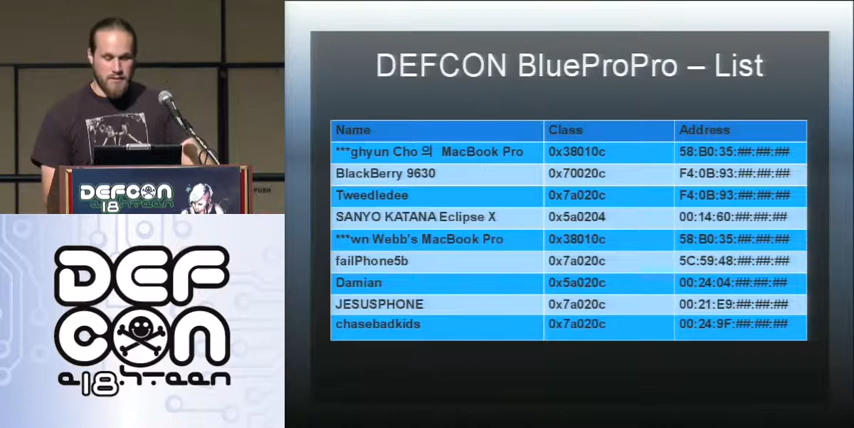 DEFCON BlueProPro – List
Name Class Address
***ghyun Cho 의 MacBook Pro 0x38010c 58:B0:35:##:##:##
BlackBerry 9630 0x70020c F4:0B:93:##:##:##
Tweedledee 0x7a020c F4:0B:93:##:##:##
SANYO KATANA Eclipse X 0x5a0204 00:14:60:##:##:##
***wn Webb's MacBook Pro 0x38010c 58:B0:35:##:##:##
failPhone5b 0x7a020c 5C:59:48:##:##:##
Damian 0x5a020c 00:24:04:##:##:##
JESUSPHONE 0x7a020c 00:21:E9:##:##:##
chasebadkids 0x7a020c 00:24:9F:##:##:##
PUSH
DEFCON
18
DEF
CON
e18h-teen